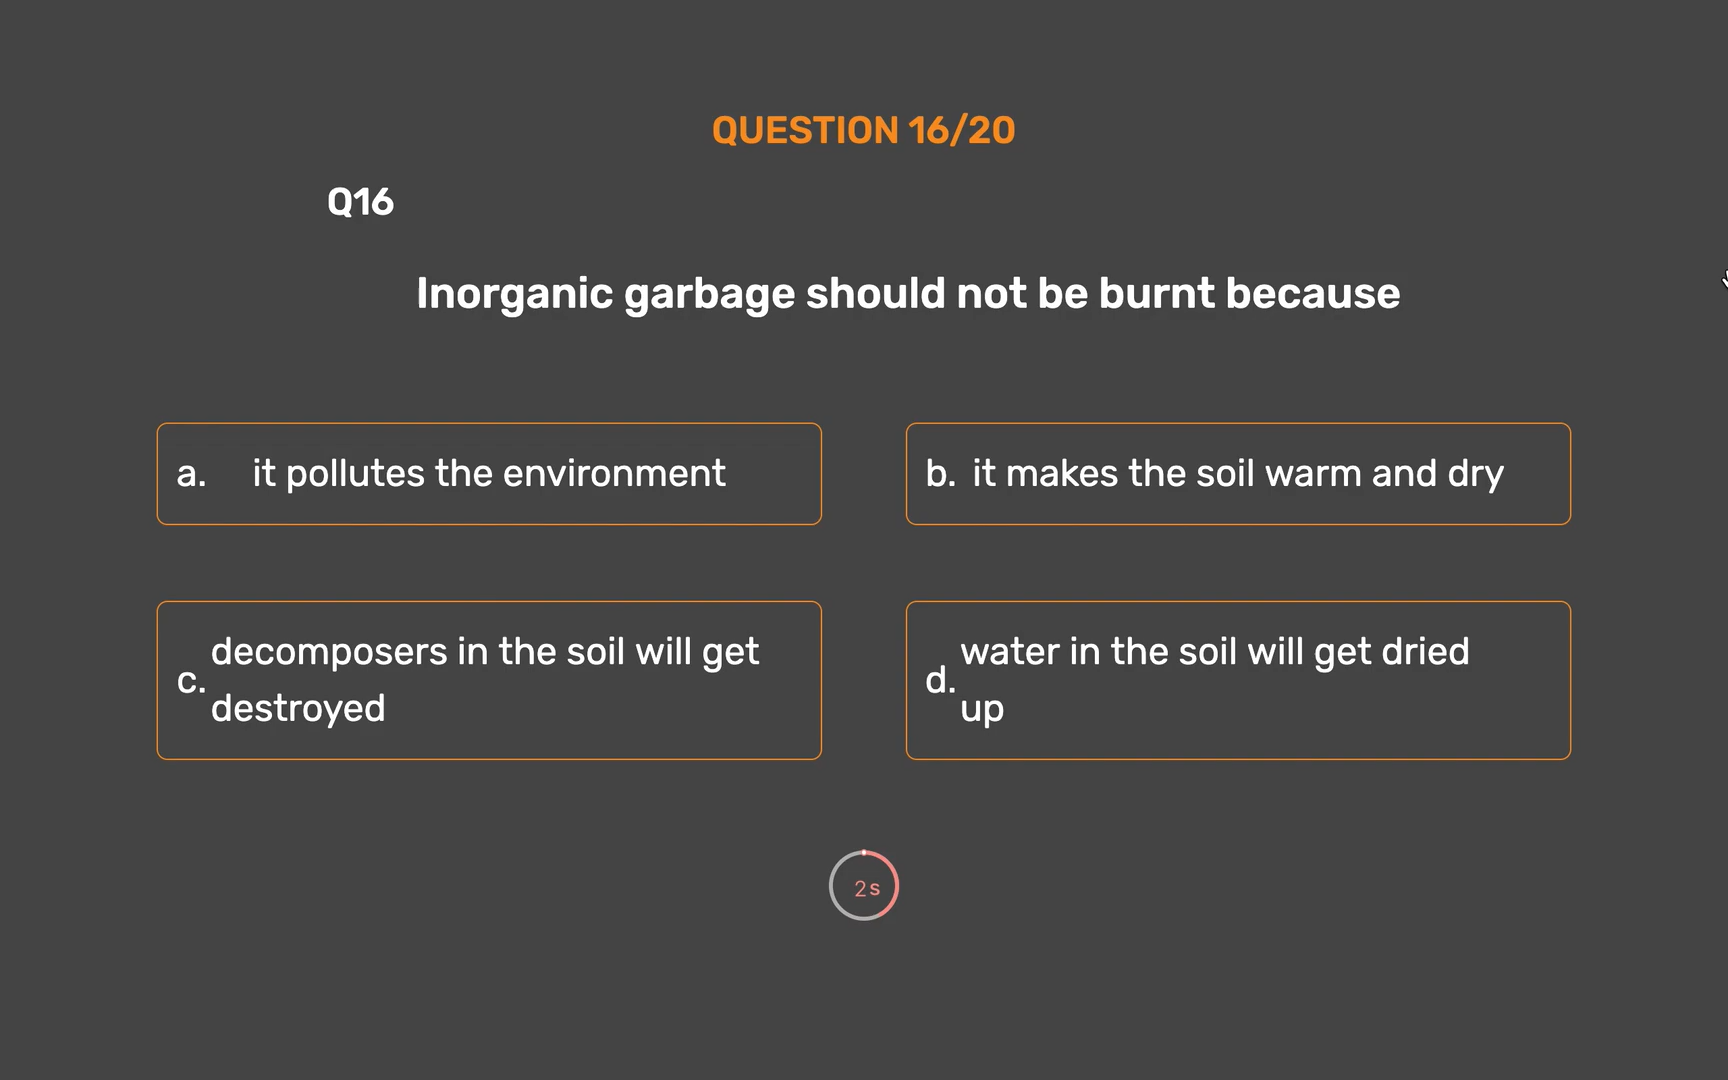 QUESTION 16/20
Q16
Inorganic garbage should not be burnt because
a. it pollutes the environment
b. it makes the soil warm and dry
c. decomposers in the soil will get
destroyed
d. water in the soil will get dried
up
2s